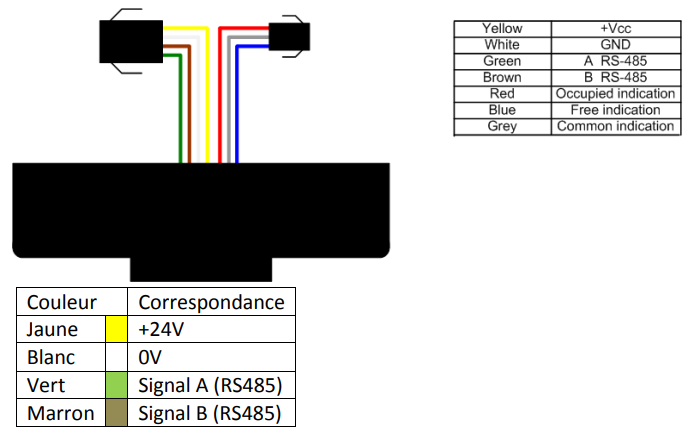 Yellow +Vcc
White GND
Green A RS-485
Brown B RS-485
Red Occupied indication
Blue Free indication
Grey Common indication
Couleur Correspondance
Jaune +24V
Blanc 0V
Vert Signal A (RS485)
Marron Signal B (RS485)